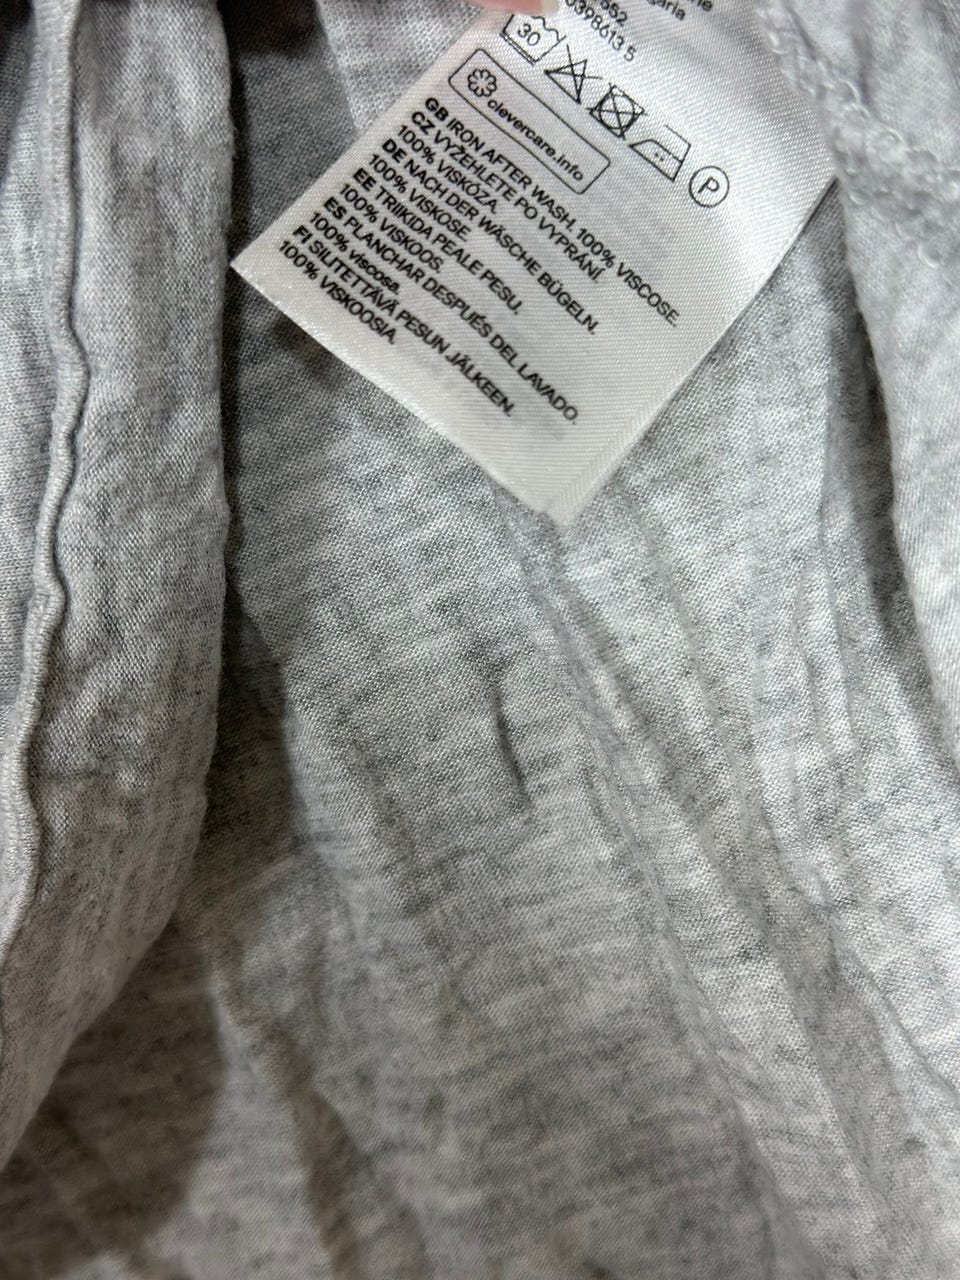 0398613 5
30
P
clevercare.info
GB IRON AFTER WASH. 100% VISCOSE.
CZ VYŽEHLETE PO VYPRÁNÍ.
100% VISKÓZA.
DE NACH DER WÄSCHE BÜGELN.
100% VISKOSE.
EE TRIIKIDA PEALE PESU.
100% VISKOOS.
ES PLANCHAR DESPUÉS DEL LAVADO.
100% viscosa.
FI SILITETTÄVÄ PESUN JÄLKEEN.
100% VISKOOSIA.